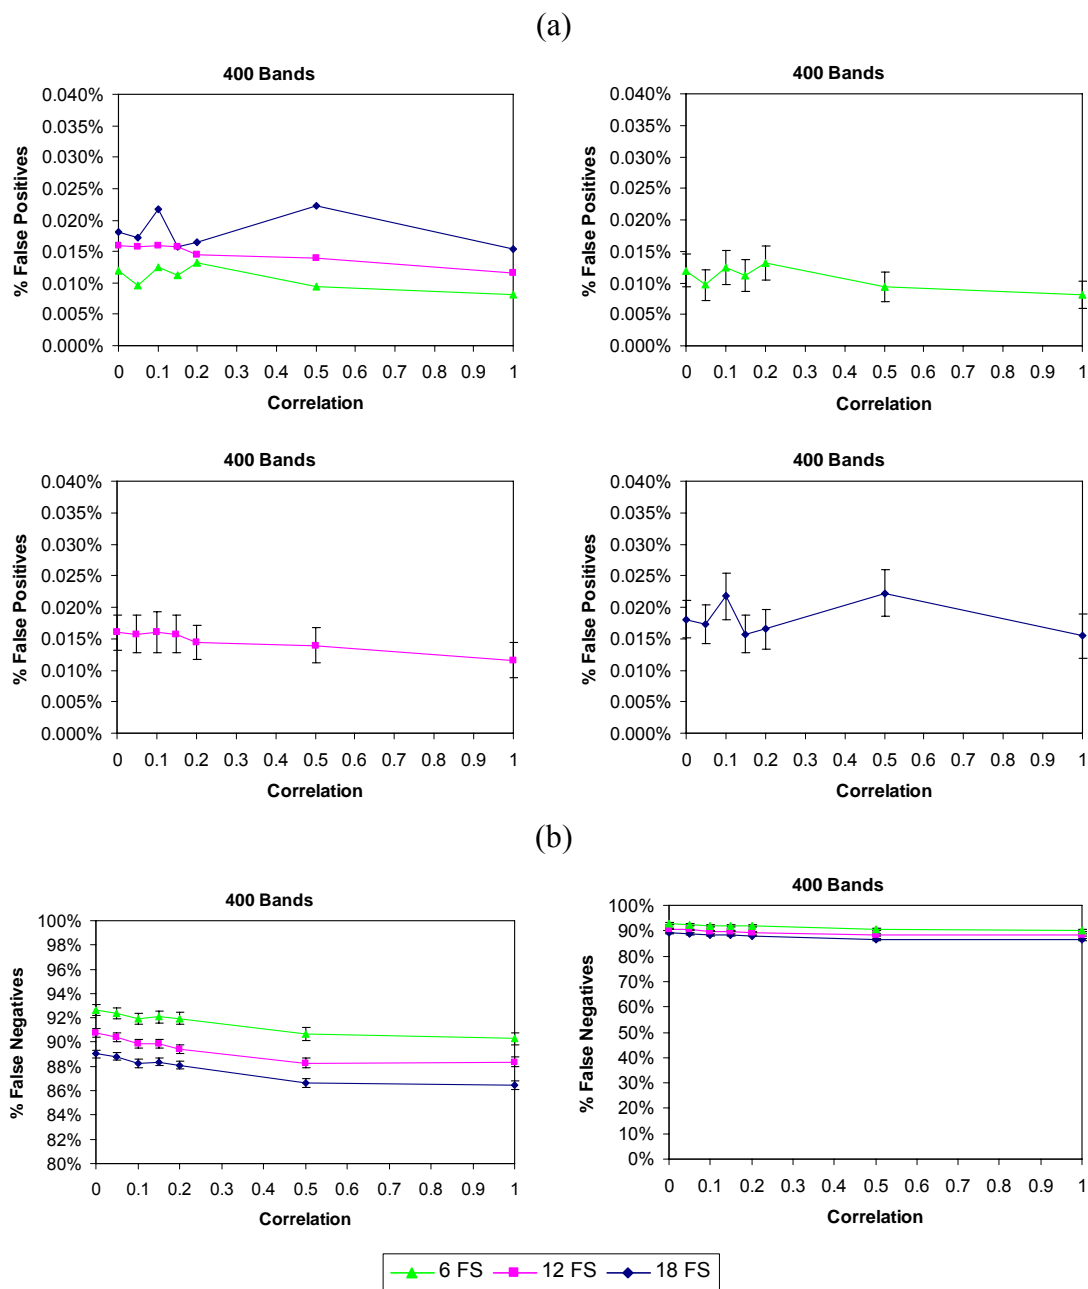 (a)
400 Bands
0.040%
0.035%
0.030%
0.025%
0.020%
0.015%
0.010%
0.005%
0.000%
% False Positives
0 0.1 0.2 0.3 0.4 0.5 0.6 0.7 0.8 0.9 1
Correlation
400 Bands
0.040%
0.035%
0.030%
0.025%
0.020%
0.015%
0.010%
0.005%
0.000%
% False Positives
0 0.1 0.2 0.3 0.4 0.5 0.6 0.7 0.8 0.9 1
Correlation
400 Bands
0.040%
0.035%
0.030%
0.025%
0.020%
0.015%
0.010%
0.005%
0.000%
% False Positives
0 0.1 0.2 0.3 0.4 0.5 0.6 0.7 0.8 0.9 1
Correlation
400 Bands
0.040%
0.035%
0.030%
0.025%
0.020%
0.015%
0.010%
0.005%
0.000%
% False Positives
0 0.1 0.2 0.3 0.4 0.5 0.6 0.7 0.8 0.9 1
Correlation
(b)
400 Bands
100%
98%
96%
94%
92%
90%
88%
86%
84%
82%
80%
% False Negatives
0 0.1 0.2 0.3 0.4 0.5 0.6 0.7 0.8 0.9 1
Correlation
400 Bands
100%
90%
80%
70%
60%
50%
40%
30%
20%
10%
0%
% False Negatives
0 0.1 0.2 0.3 0.4 0.5 0.6 0.7 0.8 0.9 1
Correlation
6 FS 12 FS 18 FS